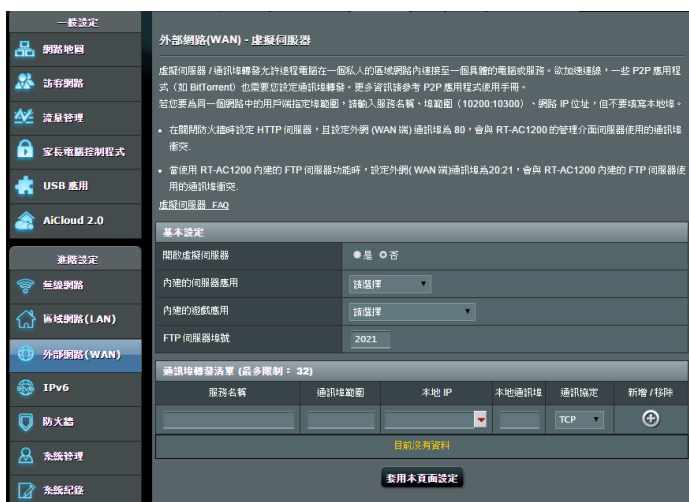 一般設定
網路地圖
訪客網路
流量管理
家長電腦控制程式
USB 應用
AiCloud 2.0
進階設定
無線網路
區域網路(LAN)
外部網路(WAN)
IPv6
防火牆
系統管理
系統紀錄
外部網路(WAN) - 虛擬伺服器
虛擬伺服器 / 通訊埠轉發允許遠程電腦在一個私人的區域網路內連接至一個具體的電腦或服務。欲加速連線，一些 P2P 應用程
式（如 BitTorrent）也需要您設定通訊埠轉發。更多資訊請參考 P2P 應用程式使用手冊。
若您要為同一個網路中的用戶端指定埠範圍，請輸入服務名稱、埠範圍（10200:10300）、網路 IP 位址，但不要填寫本地埠。
• 在關閉防火牆時設定 HTTP 伺服器，且設定外網 (WAN 端) 通訊埠為 80，會與 RT-AC1200 的管理介面伺服器使用的通訊埠
衝突.
• 當使用 RT-AC1200 內建的 FTP 伺服器功能時，設定外網( WAN 端)通訊埠為20:21，會與 RT-AC1200 內建的 FTP 伺服器使
用的通訊埠衝突.
虛擬伺服器 FAQ
基本設定
開啟虛擬伺服器 是 否
內建的伺服器應用 請選擇
內建的遊戲應用 請選擇
FTP 伺服器埠號 2021
通訊埠轉發清單 (最多限制： 32)
服務名稱 通訊埠範圍 本地 IP 本地通訊埠 通訊協定 新增 / 移除
TCP
目前沒有資料
套用本頁面設定